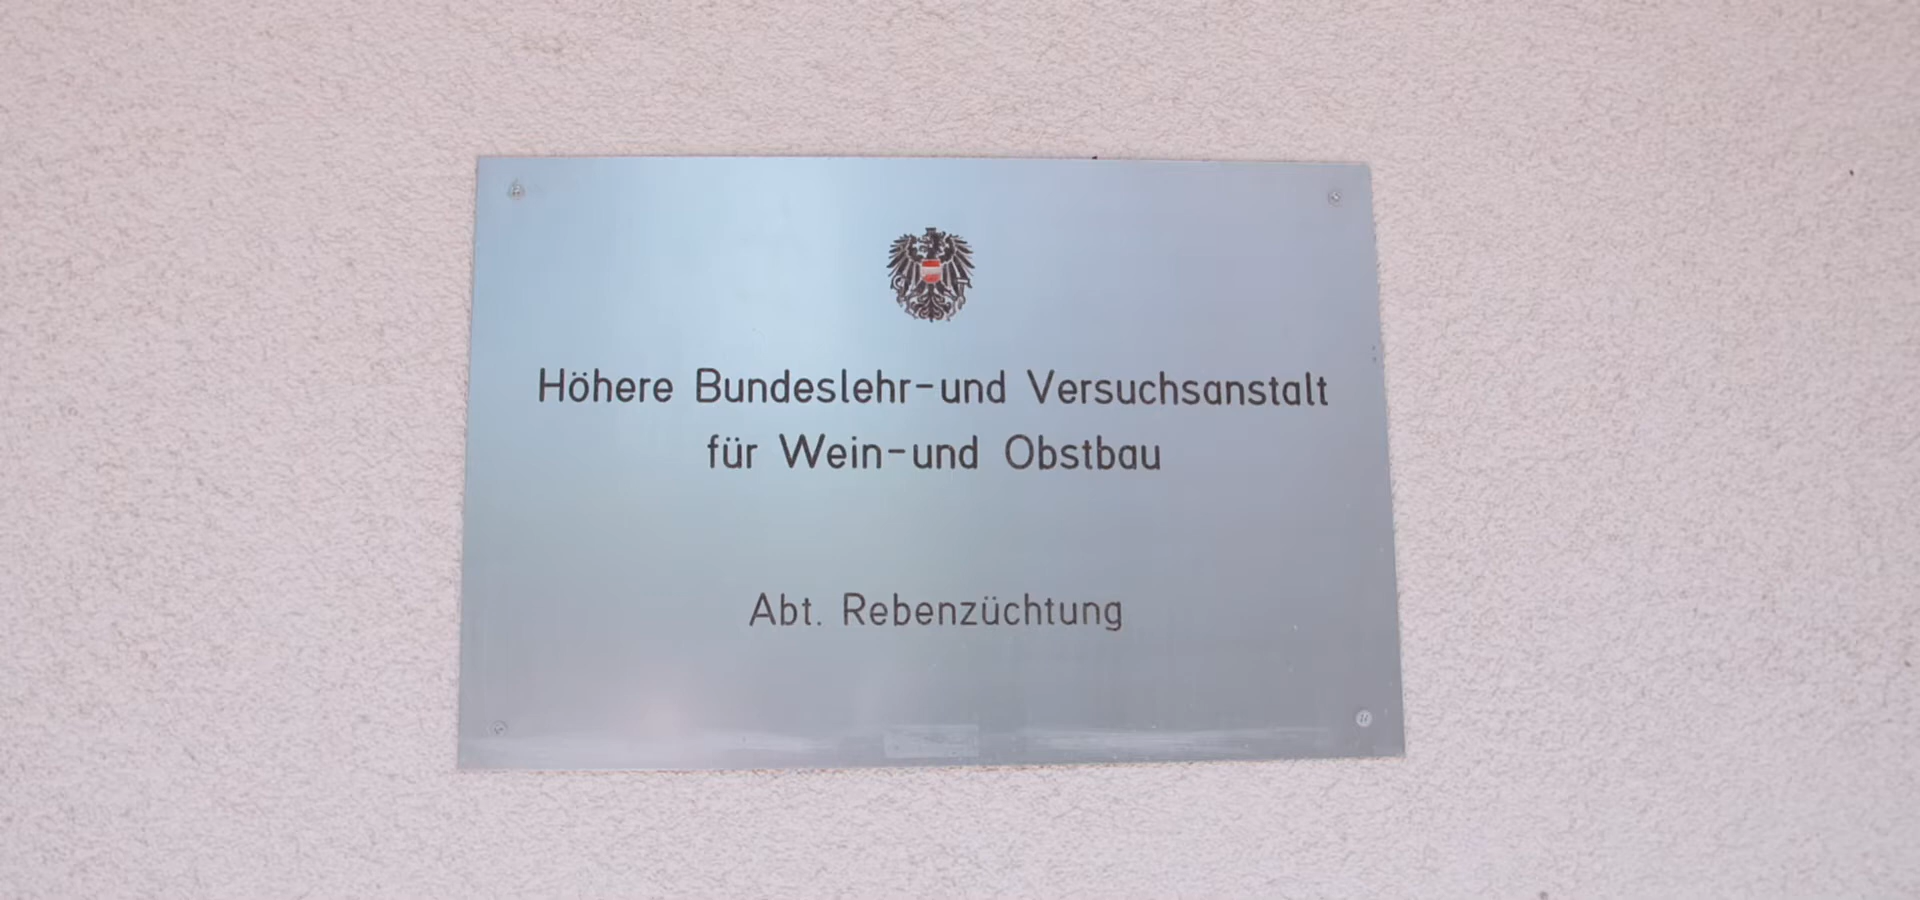 Höhere Bundeslehr-und Versuchsanstalt
für Wein-und Obstbau
Abt. Rebenzüchtung